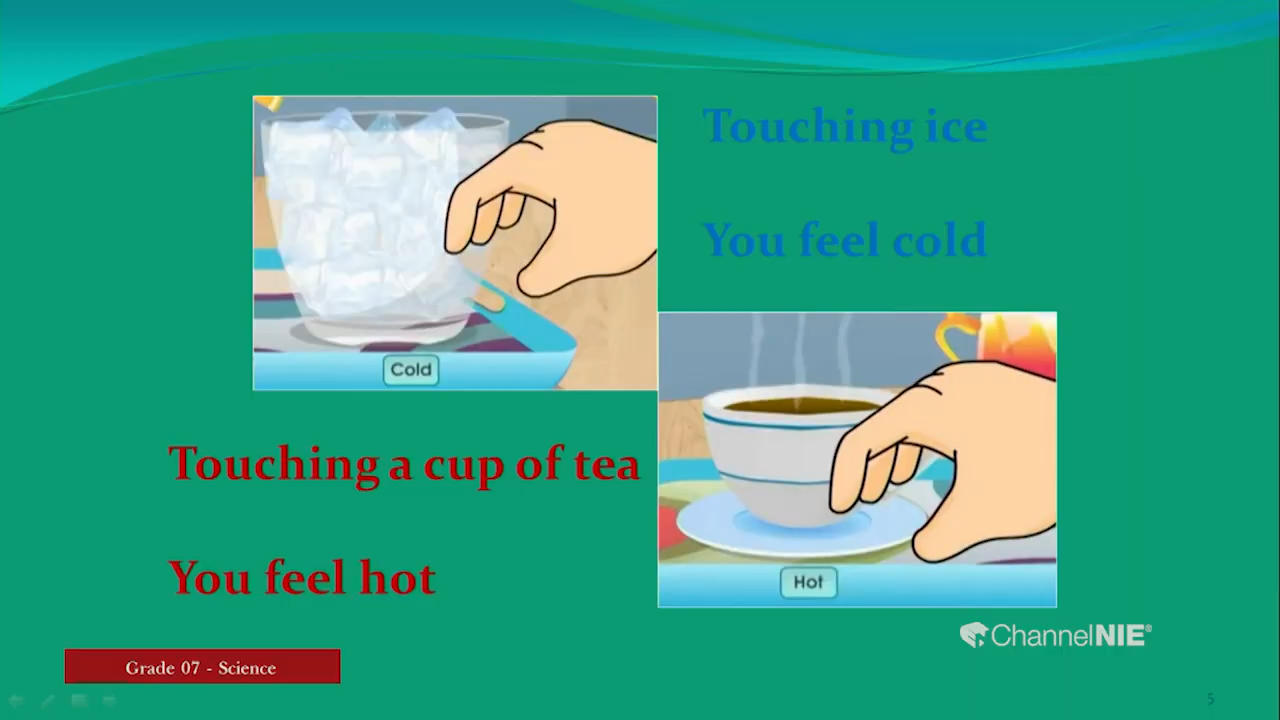 Touching ice
You feel cold
Cold
Touching a cup of tea
You feel hot
Hot
ChannelNIE®
Grade 07 - Science
5